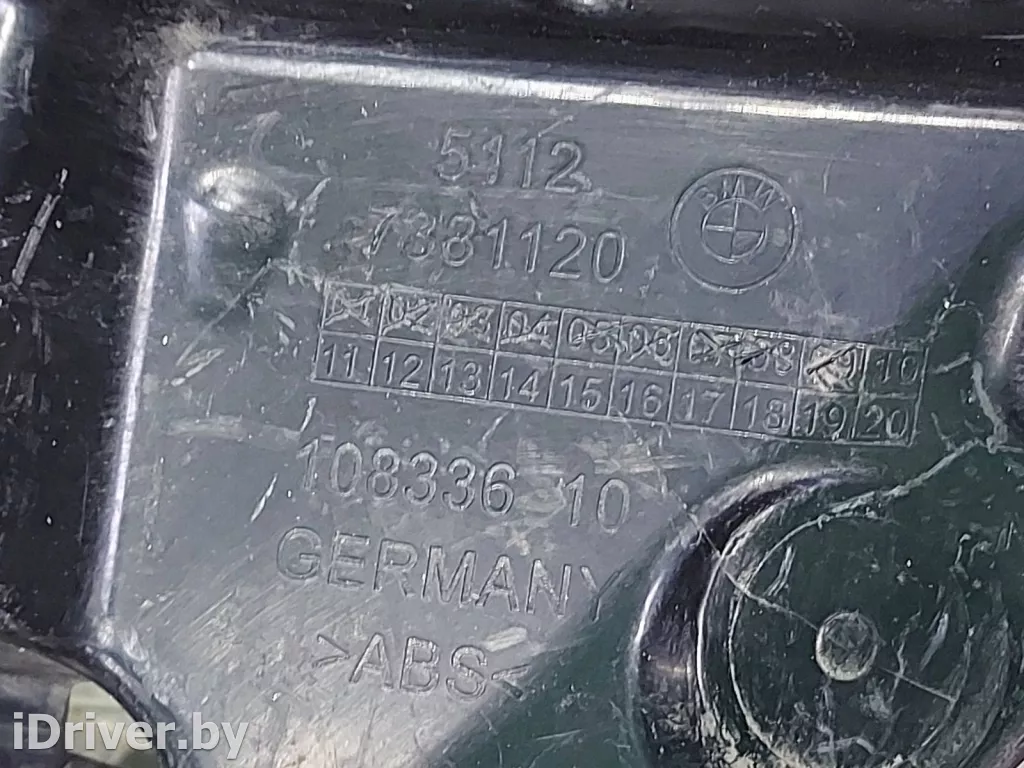 5112
7381120
BMW
01 02 03 04 05 06 07 08 09 10
11 12 13 14 15 16 17 18 19 20
108336 10
GERMANY
>ABS<
iDriver.by